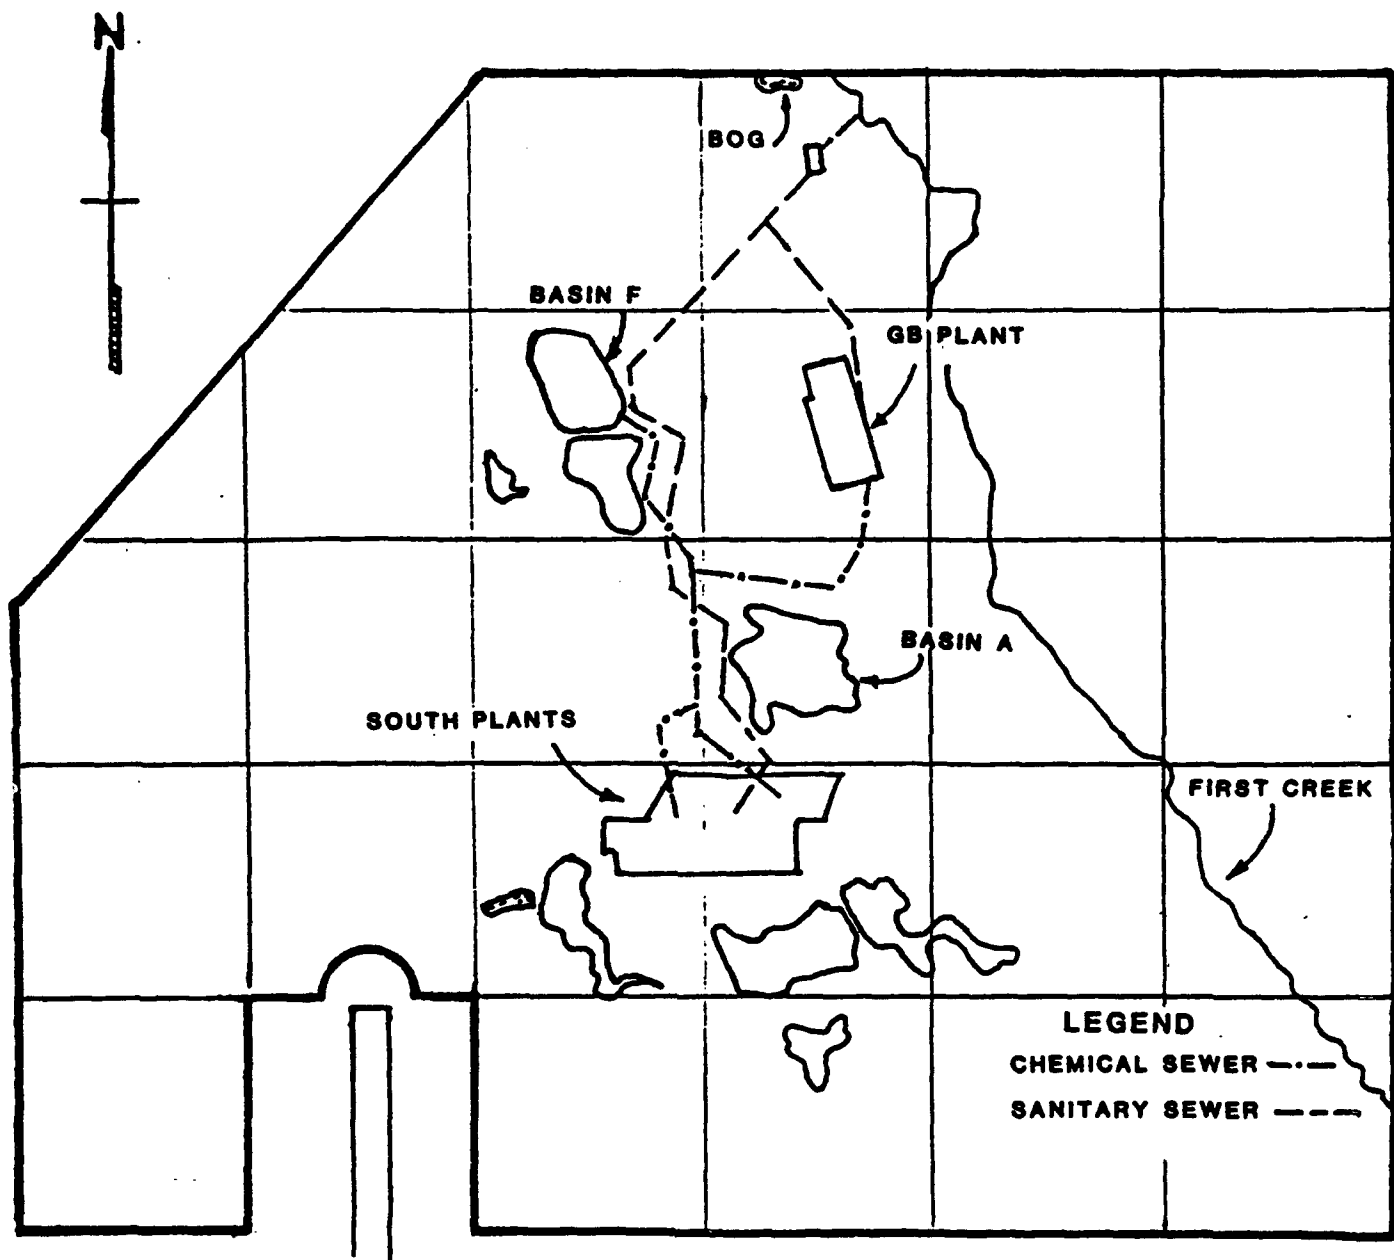 N
BOG
BASIN F
GB PLANT
BASIN A
SOUTH PLANTS
FIRST CREEK
LEGEND
CHEMICAL SEWER
SANITARY SEWER